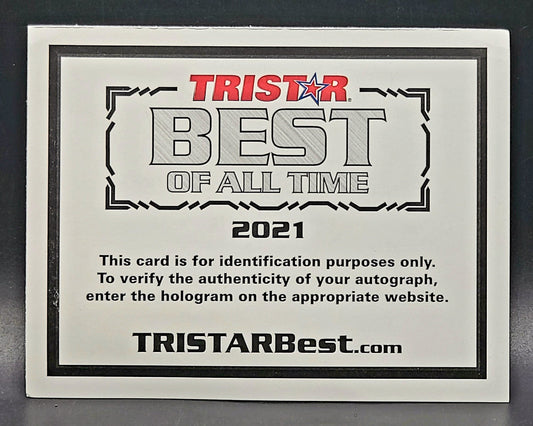 TRISTAR®
BEST
OF ALL TIME
2021
This card is for identification purposes only.
To verify the authenticity of your autograph,
enter the hologram on the appropriate website.
TRISTARBest.com